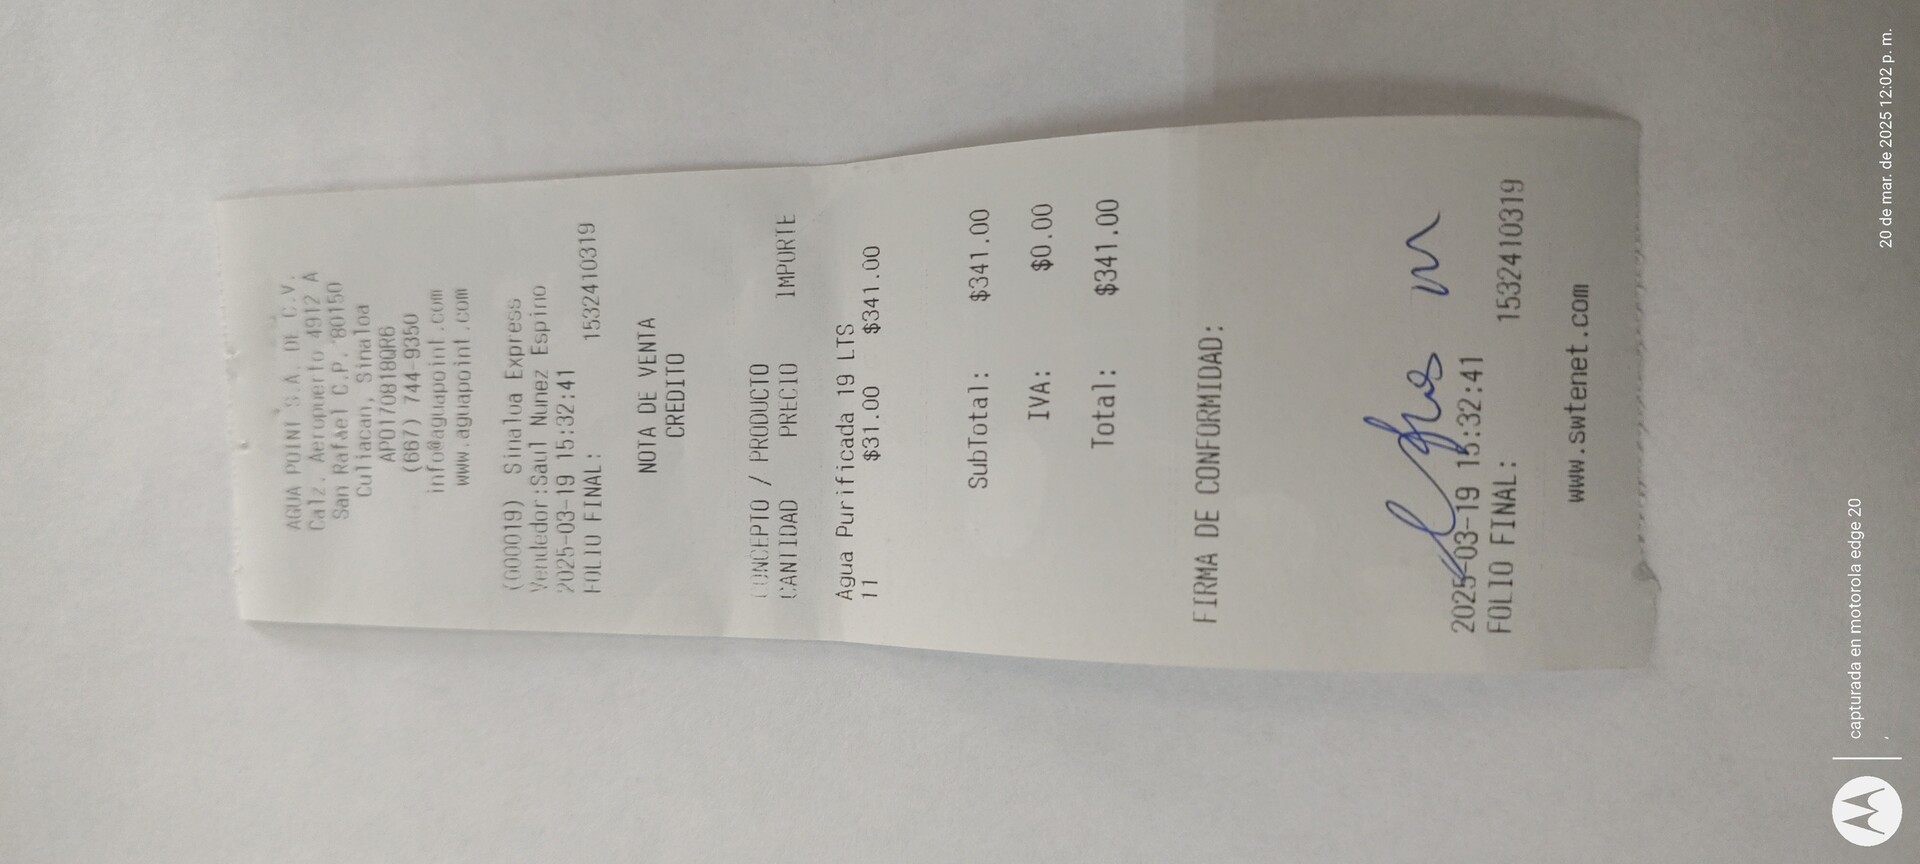 AGUA POINT S.A. DE C.V.
Calz. Aeropuerto 4912 A
San Rafael C.P. 80150
Culiacan, Sinaloa
APO170818QR6
(667) 744-9350
info@aguapoint.com
www.aguapoint.com
(000019) Sinaloa Express
Vendedor:Saul Nunez Espino
2025-03-19 15:32:41
FOLIO FINAL: 1532410319
NOTA DE VENTA
CREDITO
CONCEPTO / PRODUCTO
CANTIDAD PRECIO IMPORTE
Agua Purificada 19 LTS
11 $31.00 $341.00
SubTotal: $341.00
IVA: $0.00
Total: $341.00
FIRMA DE CONFORMIDAD:
2025-03-19 15:32:41
FOLIO FINAL: 1532410319
www.swtenet.com
capturada en motorola edge 20
20 de mar. de 2025 12:02 p. m.